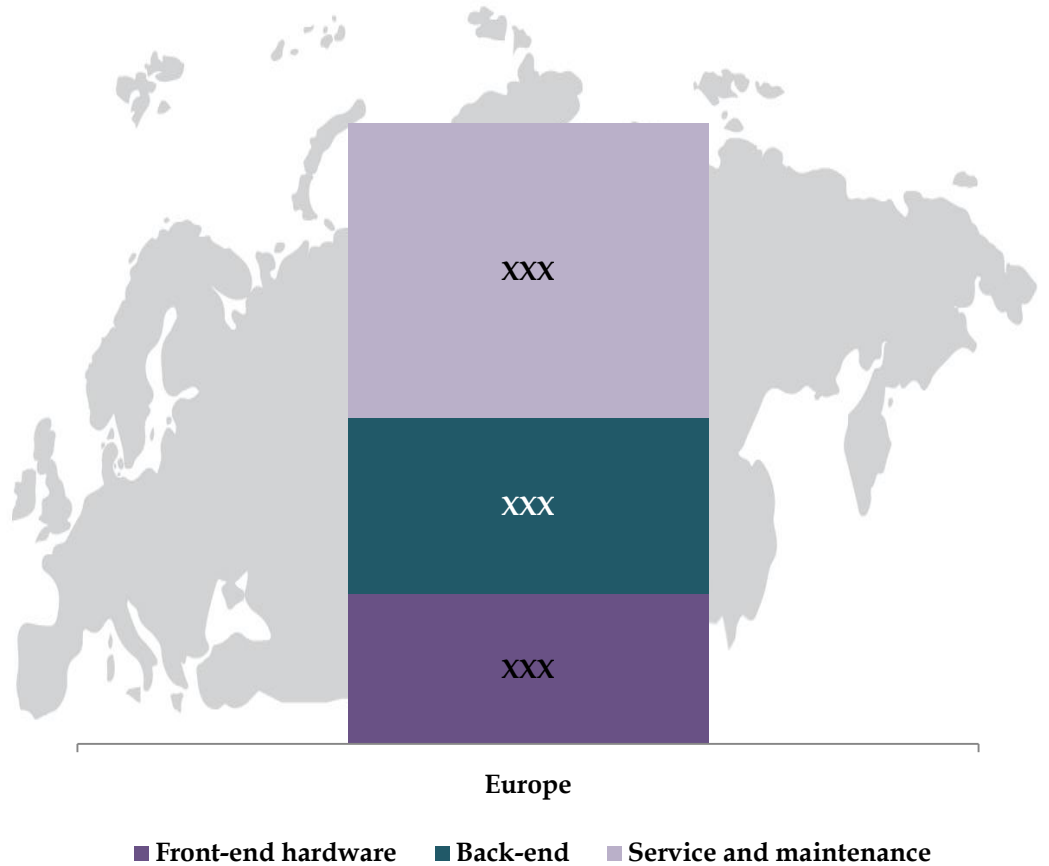 XXX
XXX
XXX
Europe
Front-end hardware Back-end Service and maintenance